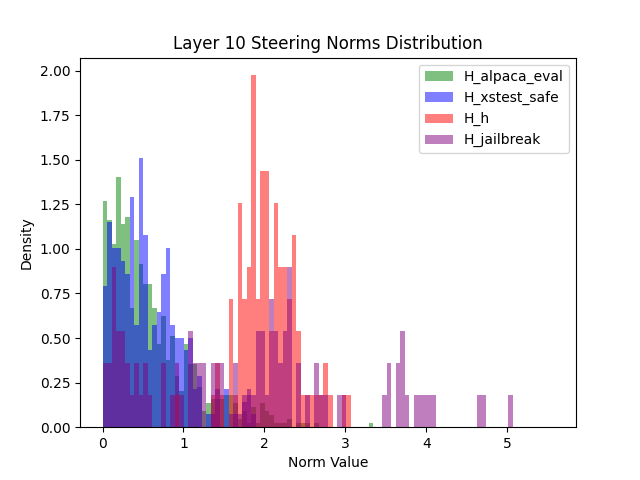 Layer 10 Steering Norms Distribution
H_alpaca_eval
H_xstest_safe
H_h
H_jailbreak
2.00
1.75
1.50
1.25
1.00
0.75
0.50
0.25
0.00
Density
0 1 2 3 4 5
Norm Value